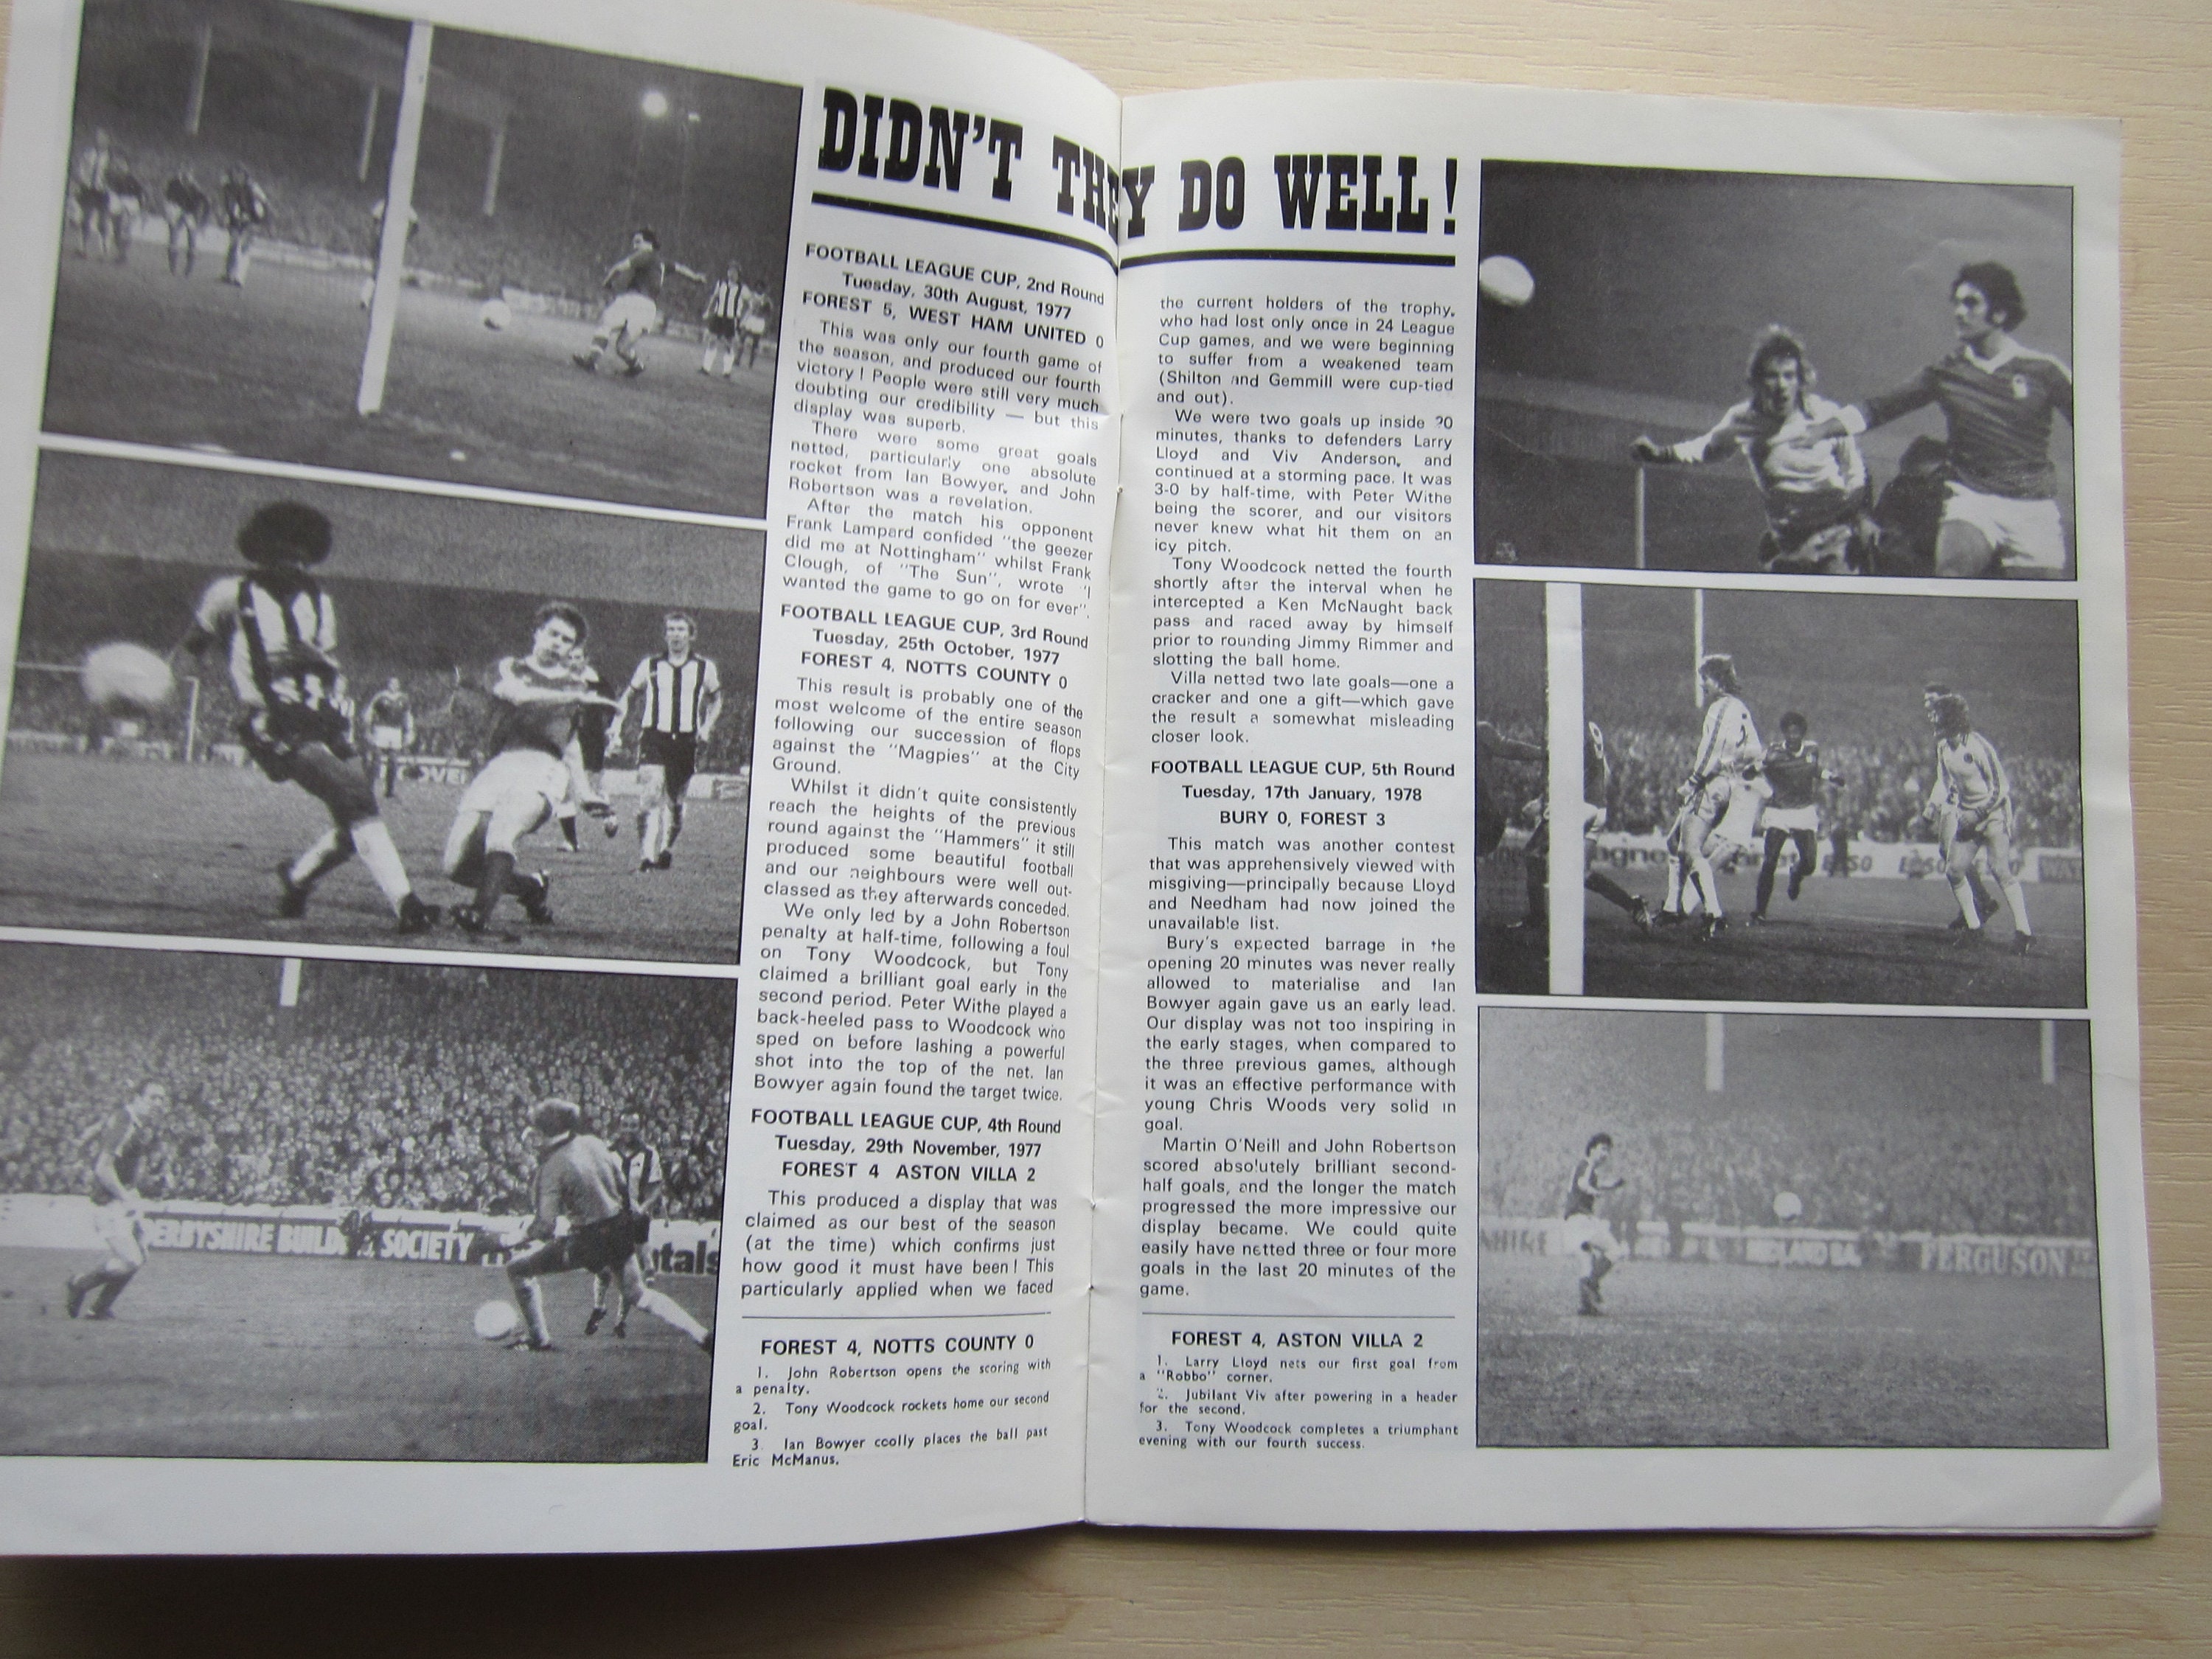 DIDN'T THEY DO WELL!
FOOTBALL LEAGUE CUP, 2nd Round
Tuesday, 30th August, 1977
FOREST 5, WEST HAM UNITED 0
This was only our fourth game of
the season, and produced our fourth
victory! People were still very much
doubting our credibility — but this
display was superb.
There were some great goals
netted, particularly one absolute
rocket from Ian Bowyer, and John
Robertson was a revelation.
After the match his opponent
Frank Lampard confided "the geezer
did me at Nottingham" whilst Frank
Clough, of "The Sun", wrote "I
wanted the game to go on for ever".
FOOTBALL LEAGUE CUP, 3rd Round
Tuesday, 25th October, 1977
FOREST 4, NOTTS COUNTY 0
This result is probably one of the
most welcome of the entire season
following our succession of flops
against the "Magpies" at the City
Ground.
Whilst it didn't quite consistently
reach the heights of the previous
round against the "Hammers" it still
produced some beautiful football
and our neighbours were well out-
classed as they afterwards conceded.
We only led by a John Robertson
penalty at half-time, following a foul
on Tony Woodcock, but Tony
claimed a brilliant goal early in the
second period. Peter Withe played a
back-heeled pass to Woodcock who
sped on before lashing a powerful
shot into the top of the net. Ian
Bowyer again found the target twice.
FOOTBALL LEAGUE CUP, 4th Round
Tuesday, 29th November, 1977
FOREST 4 ASTON VILLA 2
This produced a display that was
claimed as our best of the season
(at the time) which confirms just
how good it must have been! This
particularly applied when we faced
FOREST 4, NOTTS COUNTY 0
1. John Robertson opens the scoring with
a penalty.
2. Tony Woodcock rockets home our second
goal.
3 Ian Bowyer coolly places the ball past
Eric McManus.
the current holders of the trophy,
who had lost only once in 24 League
Cup games, and we were beginning
to suffer from a weakened team
(Shilton and Gemmill were cup-tied
and out).
We were two goals up inside 20
minutes, thanks to defenders Larry
Lloyd and Viv Anderson, and
continued at a storming pace. It was
3-0 by half-time, with Peter Withe
being the scorer, and our visitors
never knew what hit them on an
icy pitch.
Tony Woodcock netted the fourth
shortly after the interval when he
intercepted a Ken McNaught back
pass and raced away by himself
prior to rounding Jimmy Rimmer and
slotting the ball home.
Villa netted two late goals—one a
cracker and one a gift—which gave
the result a somewhat misleading
closer look.
FOOTBALL LEAGUE CUP, 5th Round
Tuesday, 17th January, 1978
BURY 0, FOREST 3
This match was another contest
that was apprehensively viewed with
misgiving—principally because Lloyd
and Needham had now joined the
unavailable list.
Bury's expected barrage in the
opening 20 minutes was never really
allowed to materialise and Ian
Bowyer again gave us an early lead.
Our display was not too inspiring in
the early stages, when compared to
the three previous games, although
it was an effective performance with
young Chris Woods very solid in
goal.
Martin O'Neill and John Robertson
scored absolutely brilliant second-
half goals, and the longer the match
progressed the more impressive our
display became. We could quite
easily have netted three or four more
goals in the last 20 minutes of the
game.
FOREST 4, ASTON VILLA 2
1. Larry Lloyd nets our first goal from
a "Robbo" corner.
2. Jubilant Viv after powering in a header
for the second.
3. Tony Woodcock completes a triumphant
evening with our fourth success.
SOCIETY
FERGUSON